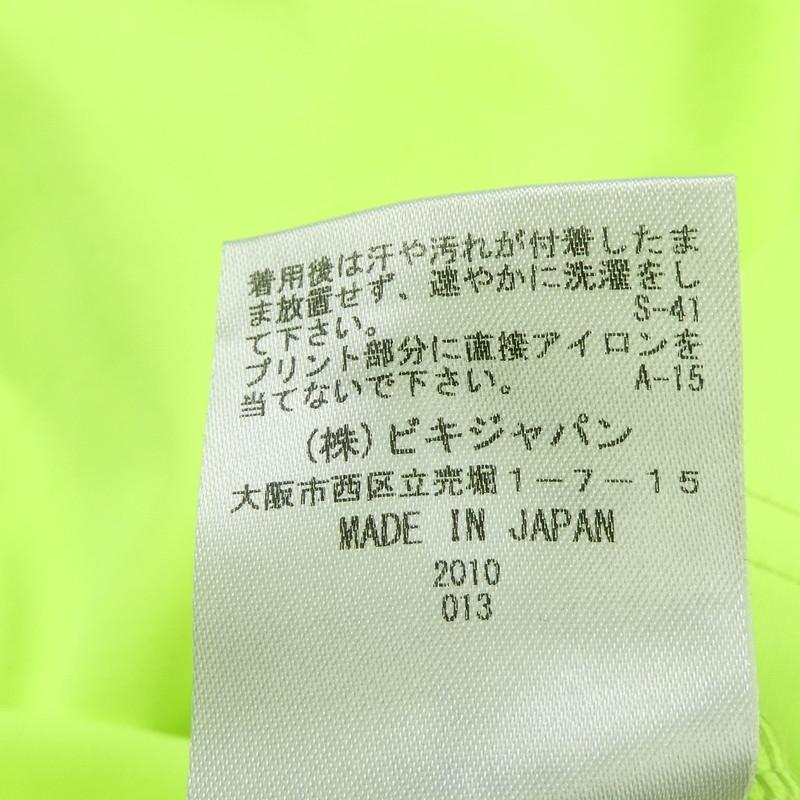 着用後は汗や汚れが付着したま
ま放置せず、速やかに洗濯をし
て下さい。 S-41
プリント部分に直接アイロンを
当てないで下さい。 A-15
(株)ビキジャパン
大阪市西区立売堀1-7-15
MADE IN JAPAN
2010
013